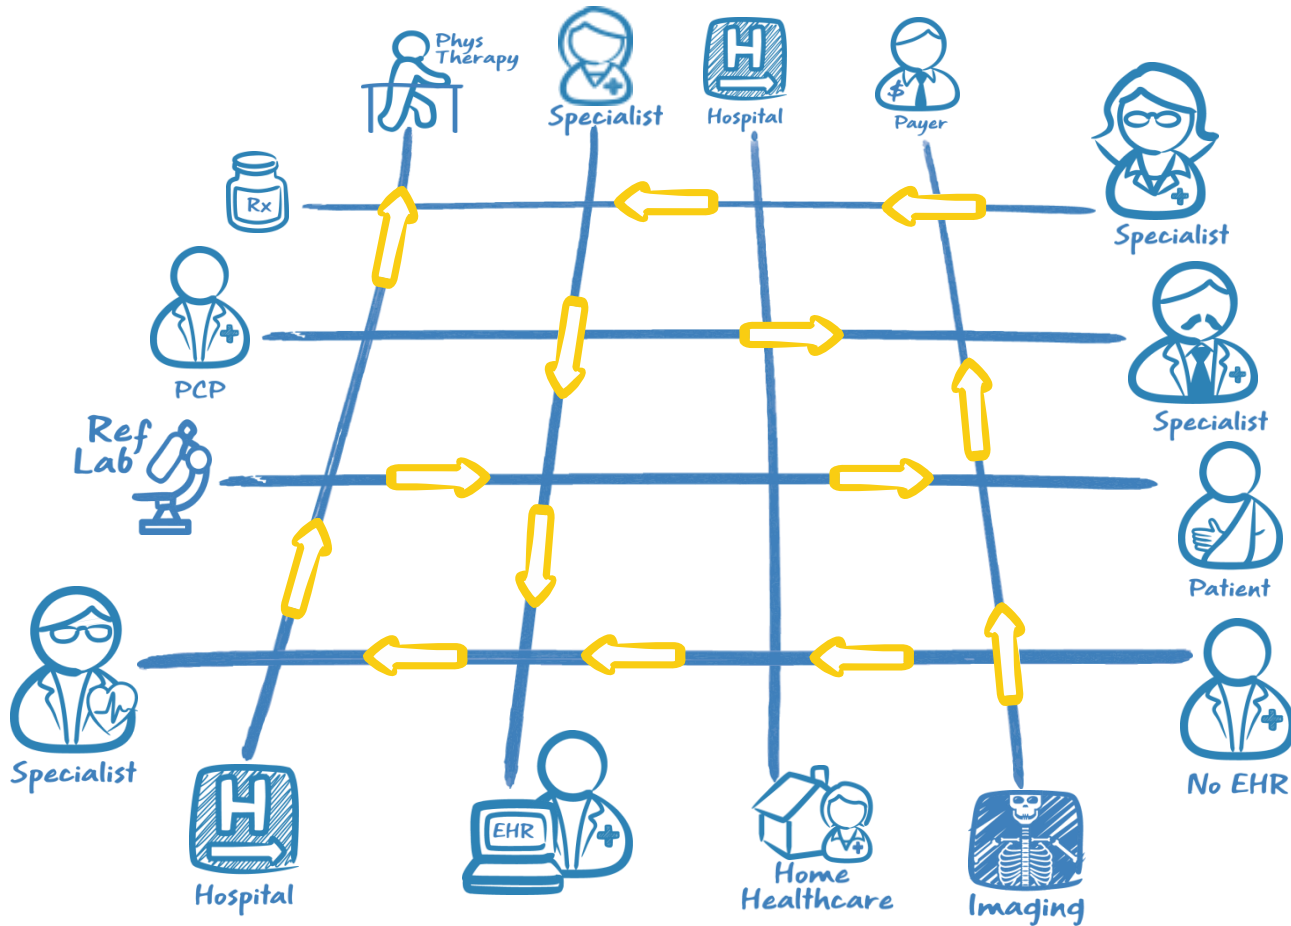 Phys
Therapy
Specialist
H
Hospital
$
Payer
Specialist
Rx
PCP
Specialist
Ref
Lab
Patient
Specialist
No EHR
H
Hospital
EHR
Home
Healthcare
Imaging